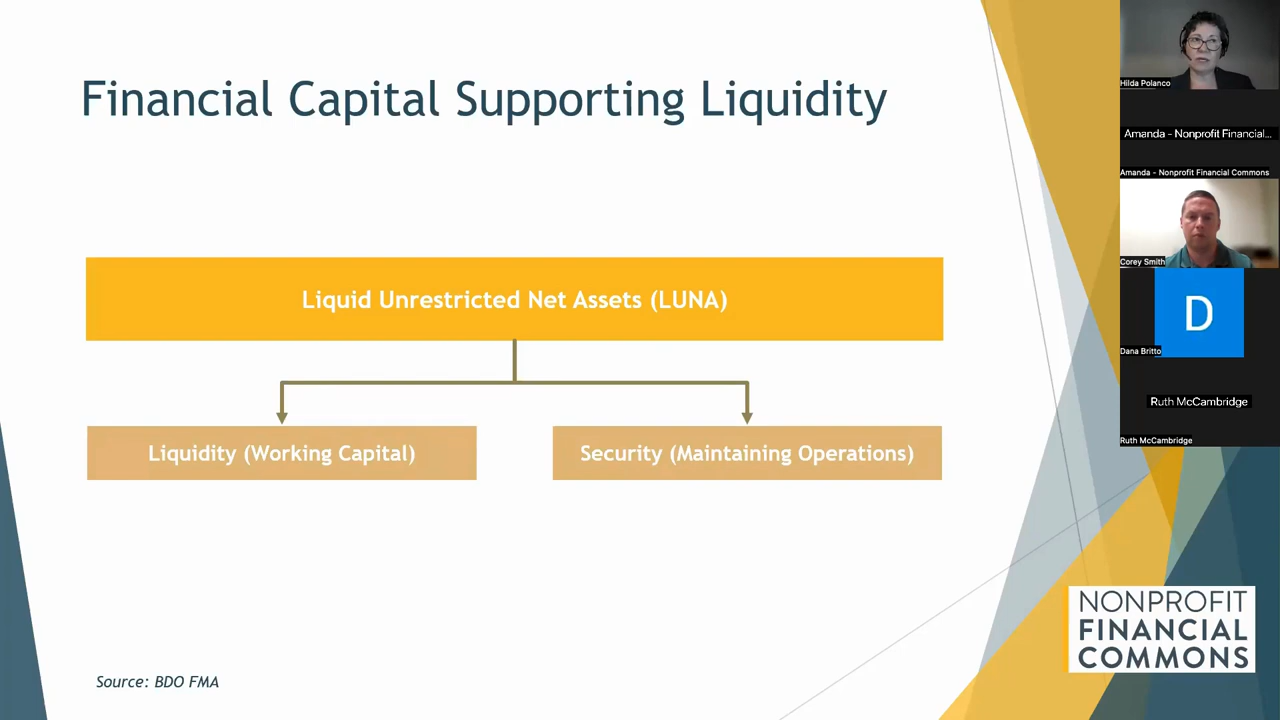 Financial Capital Supporting Liquidity
Liquid Unrestricted Net Assets (LUNA)
Liquidity (Working Capital)
Security (Maintaining Operations)
Source: BDO FMA
NONPROFIT
FINANCIAL
COMMONS
Hilda Polanco
Amanda - Nonprofit Financial...
Amanda - Nonprofit Financial Commons
Corey Smith
D
Dana Britto
Ruth McCambridge
Ruth McCambridge